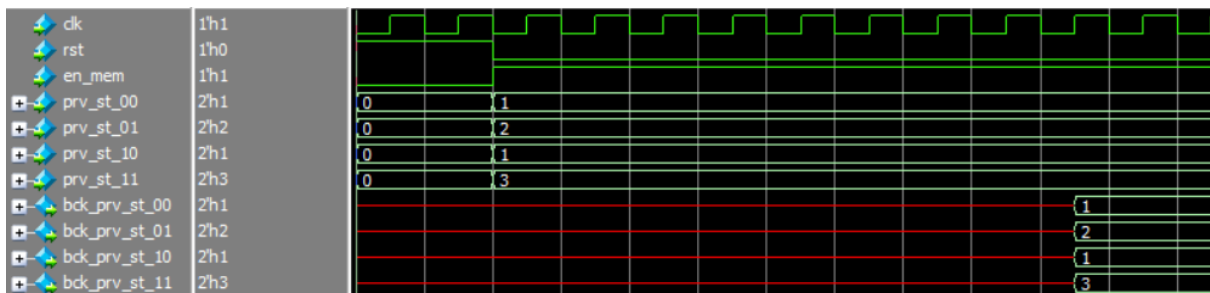 clk 1'h1
rst 1'h0
en_mem 1'h1
prv_st_00 2'h1 0 1
prv_st_01 2'h2 0 2
prv_st_10 2'h1 0 1
prv_st_11 2'h3 0 3
bck_prv_st_00 2'h1 1
bck_prv_st_01 2'h2 2
bck_prv_st_10 2'h1 1
bck_prv_st_11 2'h3 3